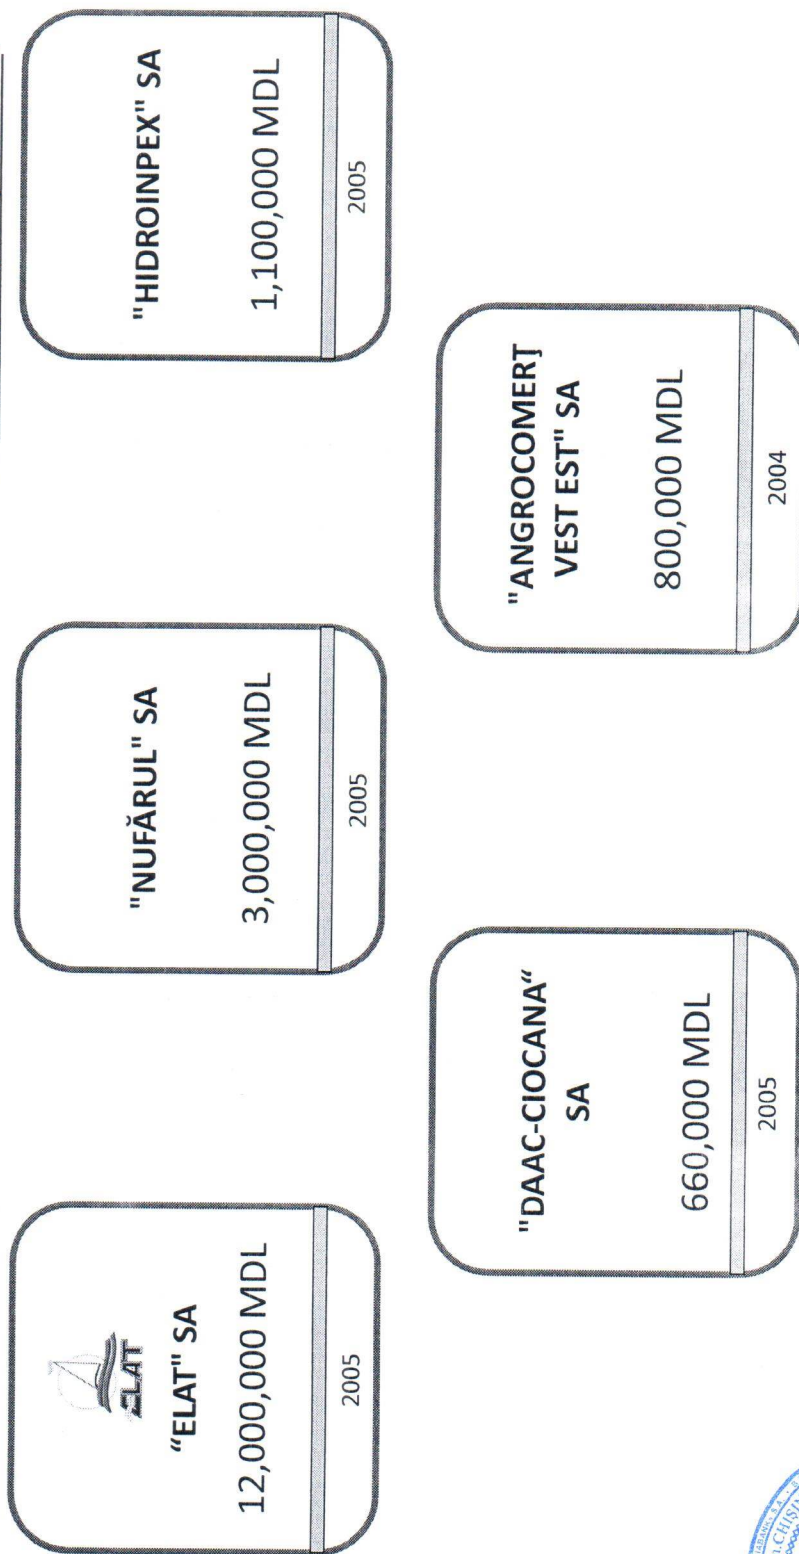 ELAT
“ELAT" SA
12,000,000 MDL
2005
"NUFĂRUL" SA
3,000,000 MDL
2005
"HIDROINPEX" SA
1,100,000 MDL
2005
"DAAC-CIOCANA“
SA
660,000 MDL
2005
"ANGROCOMERŢ
VEST EST" SA
800,000 MDL
2004